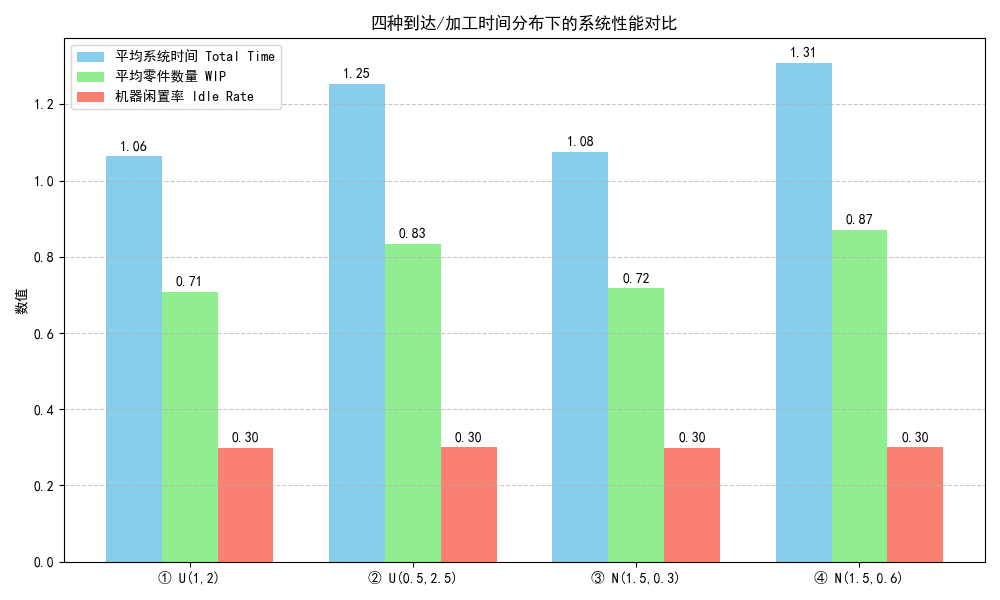 四种到达/加工时间分布下的系统性能对比
平均系统时间 Total Time
平均零件数量 WIP
机器闲置率 Idle Rate
数值
1.2
1.0
0.8
0.6
0.4
0.2
0.0
1.06
0.71
0.30
1.25
0.83
0.30
1.08
0.72
0.30
1.31
0.87
0.30
① U(1,2)
② U(0.5,2.5)
③ N(1.5,0.3)
④ N(1.5,0.6)